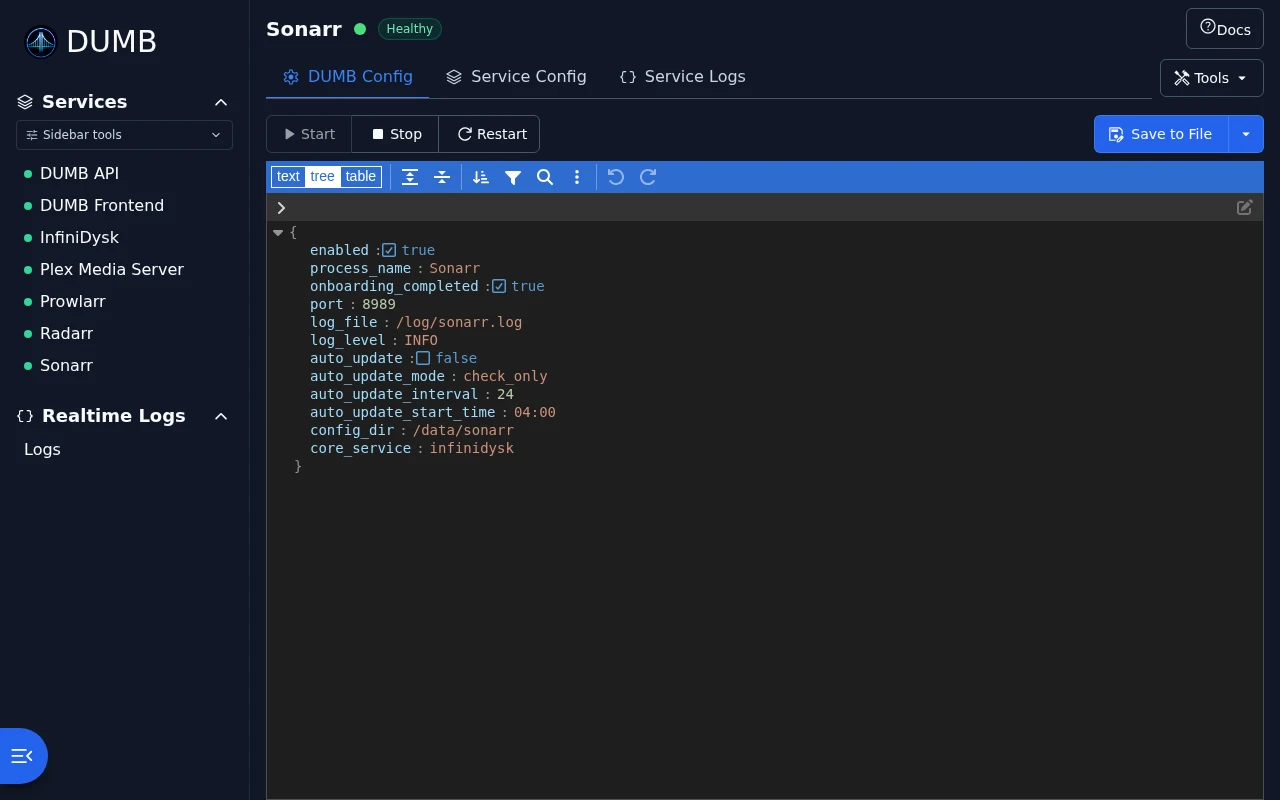 DUMB
Services
Sidebar tools
DUMB API
DUMB Frontend
InfiniDysk
Plex Media Server
Prowlarr
Radarr
Sonarr
Realtime Logs
Logs
Sonarr Healthy
Docs
DUMB Config Service Config Service Logs
Tools
Start Stop Restart
Save to File
text tree table
{
enabled : true
process_name : Sonarr
onboarding_completed : true
port : 8989
log_file : /log/sonarr.log
log_level : INFO
auto_update : false
auto_update_mode : check_only
auto_update_interval : 24
auto_update_start_time : 04:00
config_dir : /data/sonarr
core_service : infinidysk
}